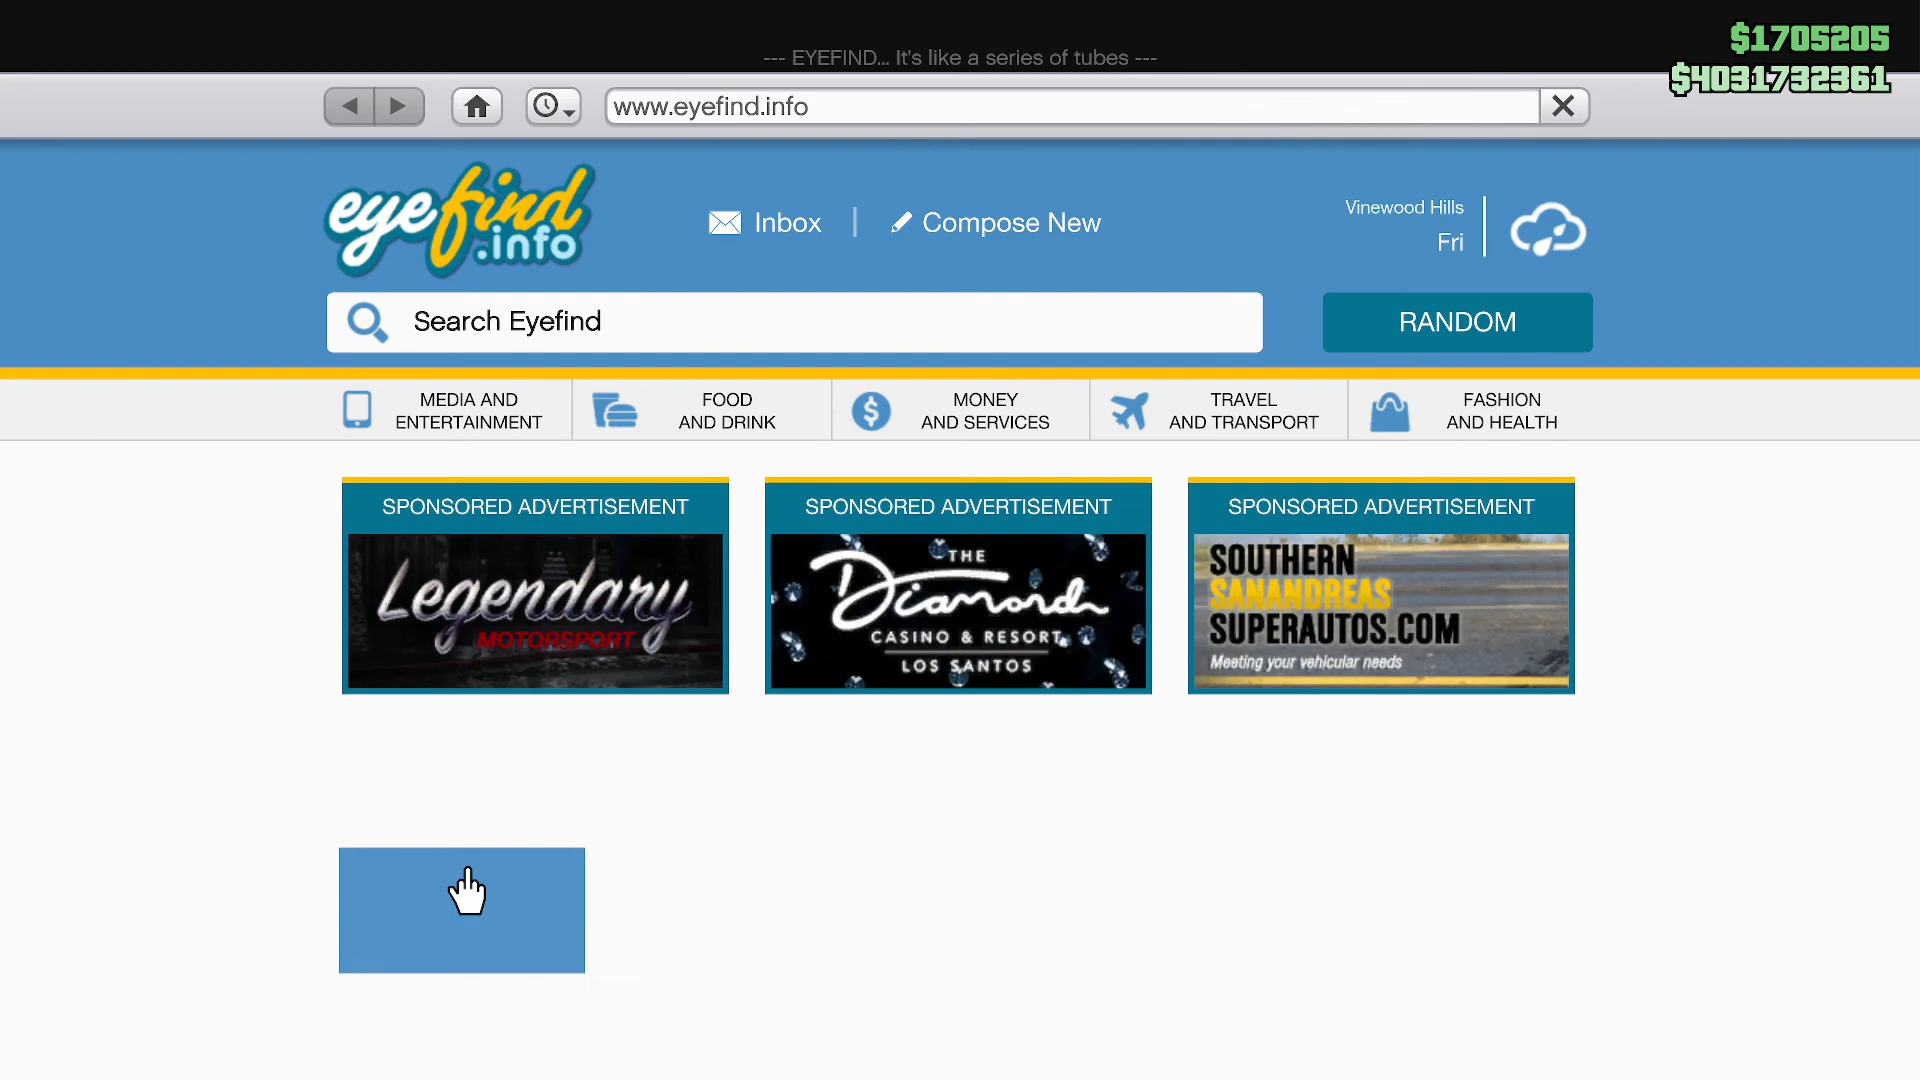 $1705205
--- EYEFIND... It's like a series of tubes ---
$4031732361
www.eyefind.info
eyefind
.info
Inbox
Compose New
Vinewood Hills
Fri
Search Eyefind
RANDOM
MEDIA AND
ENTERTAINMENT
FOOD
AND DRINK
MONEY
AND SERVICES
TRAVEL
AND TRANSPORT
FASHION
AND HEALTH
SPONSORED ADVERTISEMENT
Legendary
MOTORSPORT
SPONSORED ADVERTISEMENT
THE
Diamond
CASINO & RESORT
LOS SANTOS
SPONSORED ADVERTISEMENT
SOUTHERN
SANANDREAS
SUPERAUTOS.COM
Meeting your vehicular needs